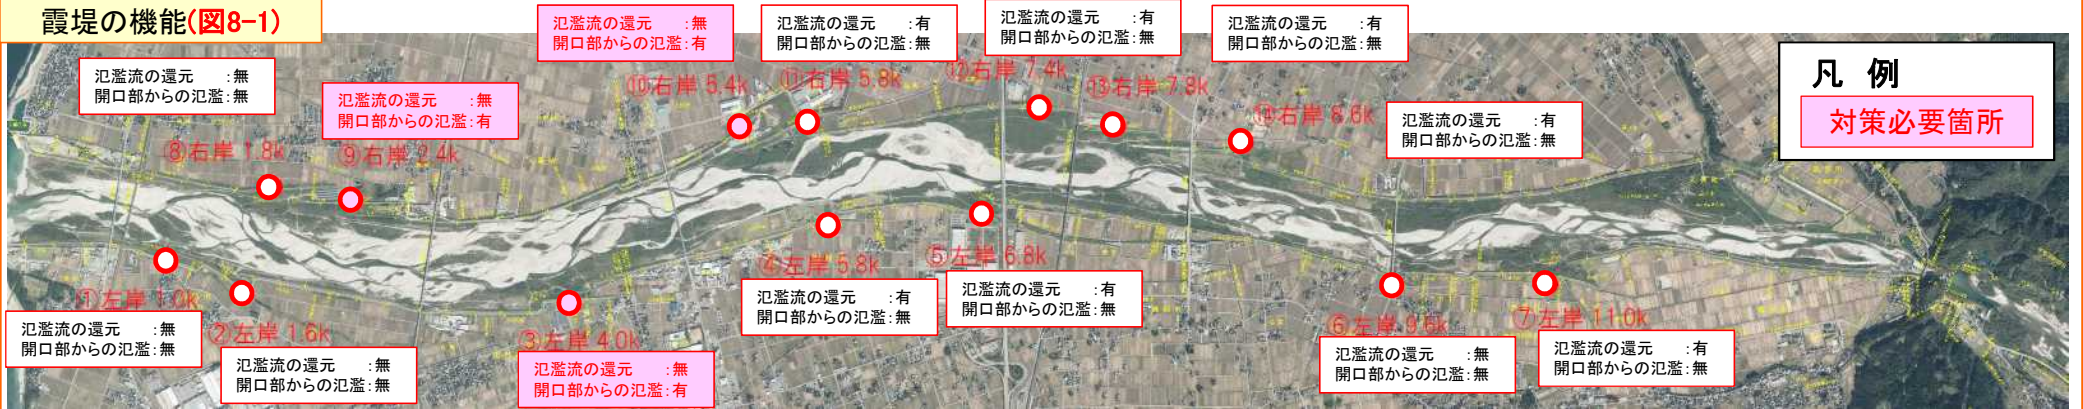 霞堤の機能(図8-1)
氾濫流の還元　：無
開口部からの氾濫：有
氾濫流の還元　：有
開口部からの氾濫：無
氾濫流の還元　：有
開口部からの氾濫：無
氾濫流の還元　：有
開口部からの氾濫：無
凡 例
対策必要箇所
氾濫流の還元　：無
開口部からの氾濫：無
氾濫流の還元　：無
開口部からの氾濫：有
氾濫流の還元　：有
開口部からの氾濫：無
⑩右岸 5.4k
⑪右岸 5.8k
⑫右岸 7.4k
⑬右岸 7.8k
⑭右岸 8.6k
⑧右岸 1.8k
⑨右岸 2.4k
①左岸 1.0k
②左岸 1.6k
③左岸 4.0k
④左岸 5.8k
⑤左岸 6.8k
⑥左岸 9.6k
⑦左岸 11.0k
氾濫流の還元　：無
開口部からの氾濫：無
氾濫流の還元　：無
開口部からの氾濫：無
氾濫流の還元　：無
開口部からの氾濫：有
氾濫流の還元　：有
開口部からの氾濫：無
氾濫流の還元　：有
開口部からの氾濫：無
氾濫流の還元　：無
開口部からの氾濫：無
氾濫流の還元　：有
開口部からの氾濫：無